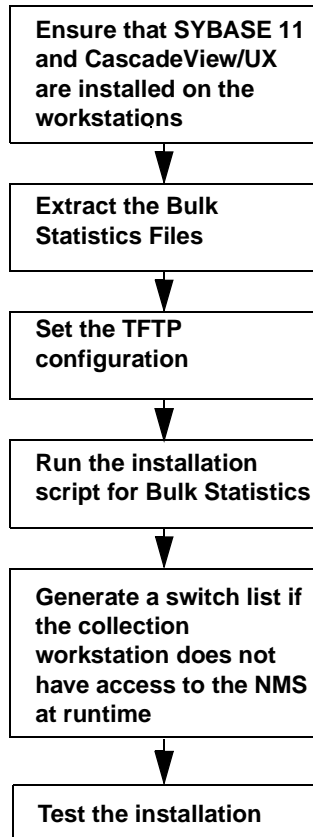 Ensure that SYBASE 11
and CascadeView/UX
are installed on the
workstations
Extract the Bulk
Statistics Files
Set the TFTP
configuration
Run the installation
script for Bulk Statistics
Generate a switch list if
the collection
workstation does not
have access to the NMS
at runtime
Test the installation